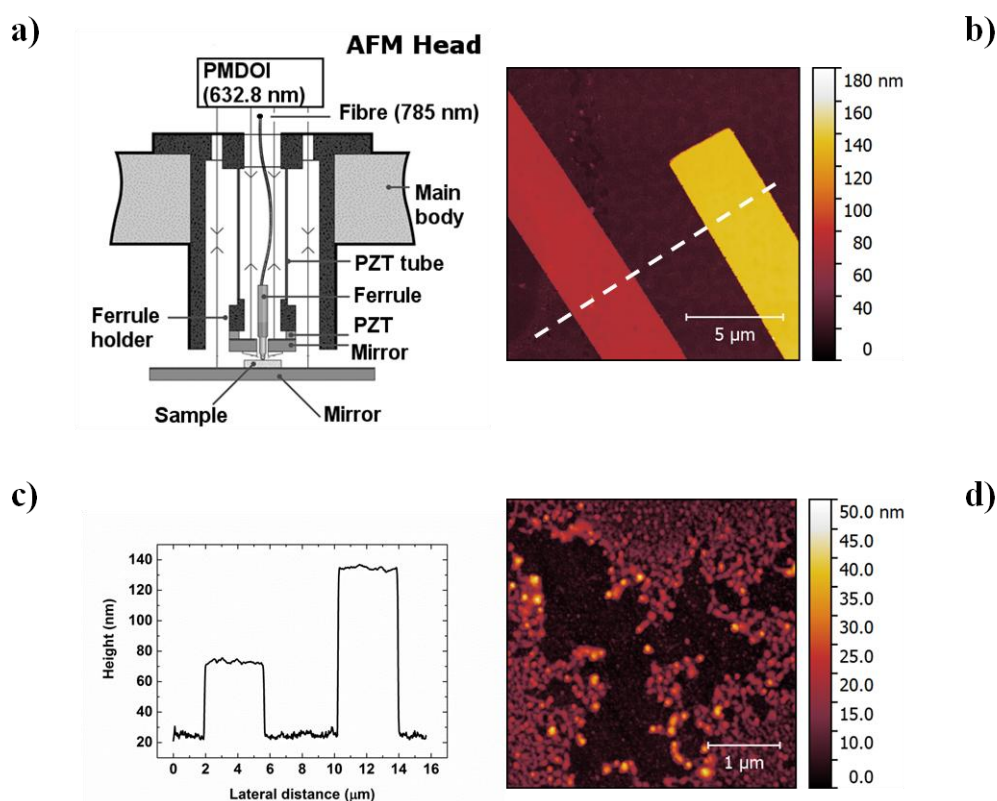 a)
AFM Head
PMDOI
(632.8 nm)
Fibre (785 nm)
Main
body
PZT tube
Ferrule
PZT
Mirror
Ferrule
holder
Sample
Mirror
b)
180 nm
160
140
120
100
80
60
40
20
0
5 µm
c)
Height (nm)
140
120
100
80
60
40
20
0
2
4
6
8
10
12
14
16
Lateral distance (µm)
d)
50.0 nm
45.0
40.0
35.0
30.0
25.0
20.0
15.0
10.0
0.0
1 µm